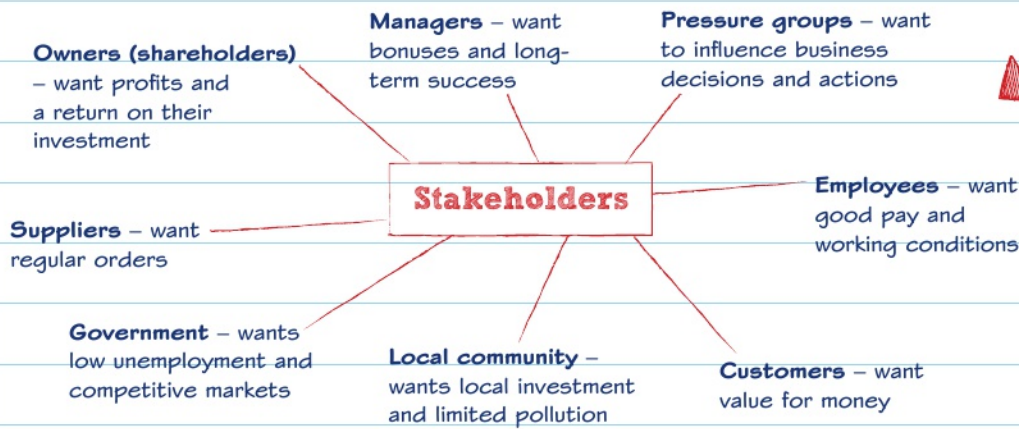 Owners (shareholders)
– want profits and
a return on their
investment
Managers – want
bonuses and long-
term success
Pressure groups – want
to influence business
decisions and actions
Stakeholders
Employees – want
good pay and
working conditions
Suppliers – want
regular orders
Government – wants
low unemployment and
competitive markets
Local community –
wants local investment
and limited pollution
Customers – want
value for money